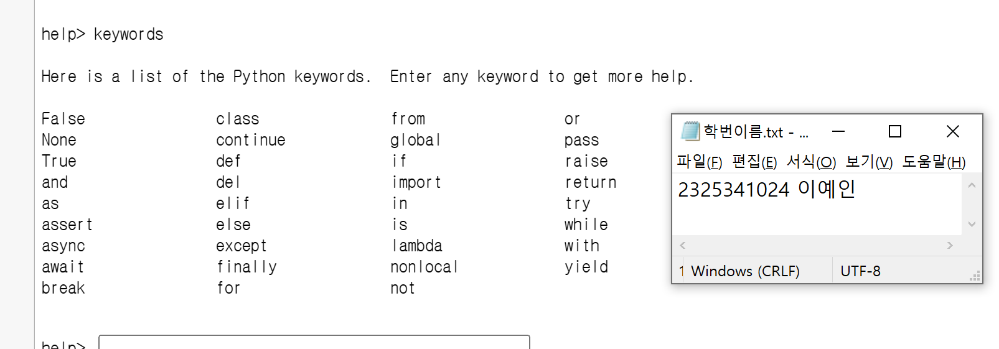 help> keywords
Here is a list of the Python keywords.  Enter any keyword to get more help.
False               class               from                or
None                continue            global              pass
True                def                 if                  raise
and                 del                 import              return
as                  elif                in                  try
assert              else                is                  while
async               except              lambda              with
await               finally             nonlocal            yield
break               for                 not
help>
학번이름.txt - ...
파일(F) 편집(E) 서식(O) 보기(V) 도움말(H)
2325341024 이예인
1 Windows (CRLF) UTF-8